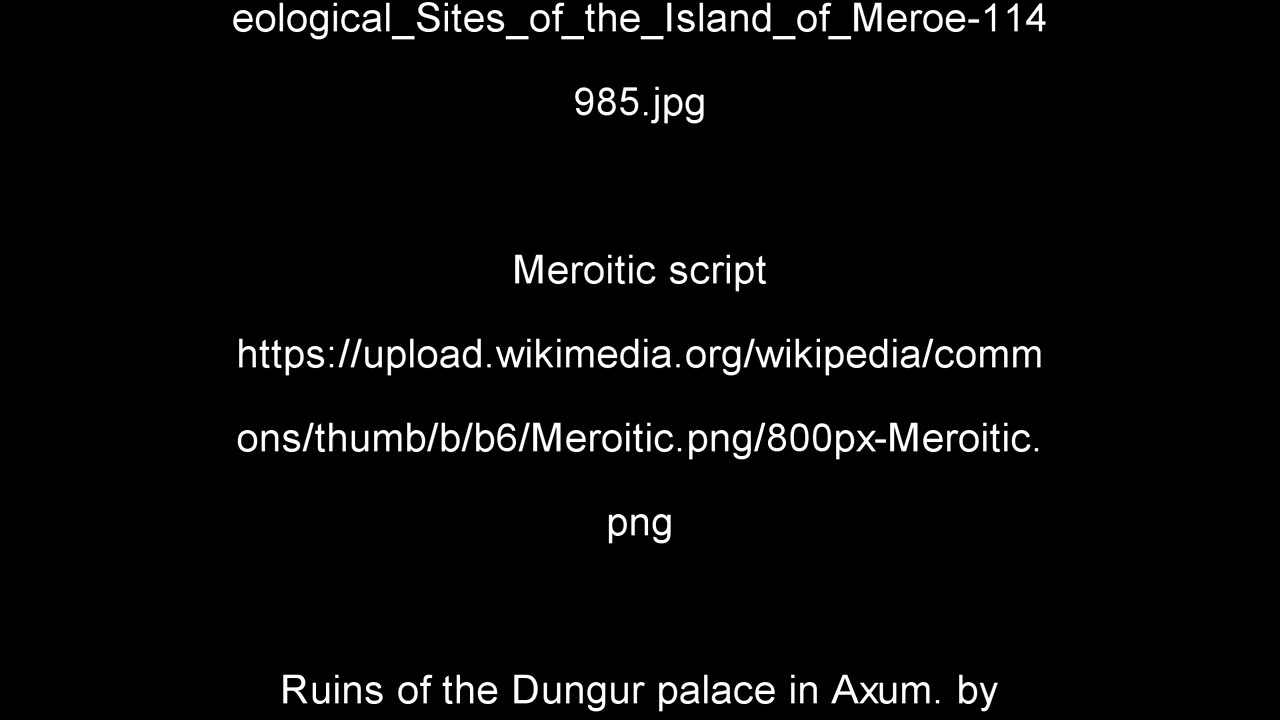 eological_Sites_of_the_Island_of_Meroe-114
985.jpg
Meroitic script
https://upload.wikimedia.org/wikipedia/comm
ons/thumb/b/b6/Meroitic.png/800px-Meroitic.
png
Ruins of the Dungur palace in Axum. by